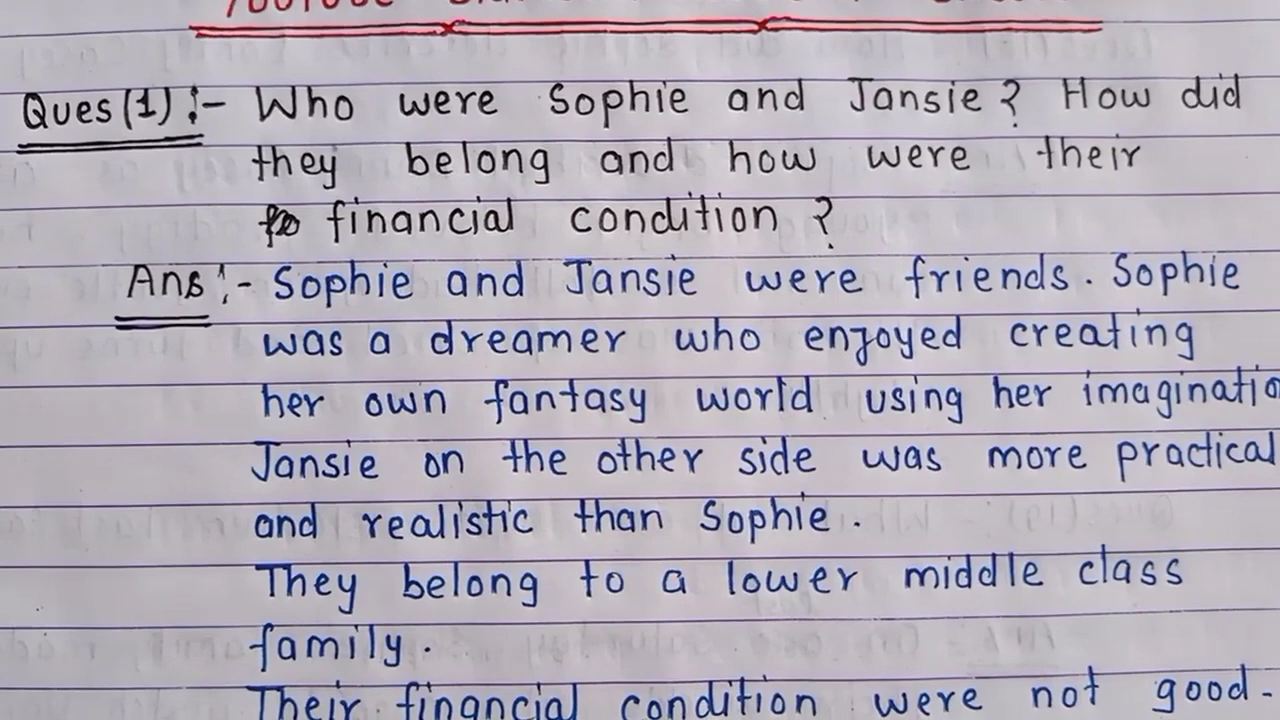 Ques(1):- Who were Sophie and Jansie? How did
they belong and how were their
financial condition?
Ans:- Sophie and Jansie were friends. Sophie
was a dreamer who enjoyed creating
her own fantasy world using her imaginatio
Jansie on the other side was more practical
and realistic than Sophie.
They belong to a lower middle class
family.
Their financial condition were not good-